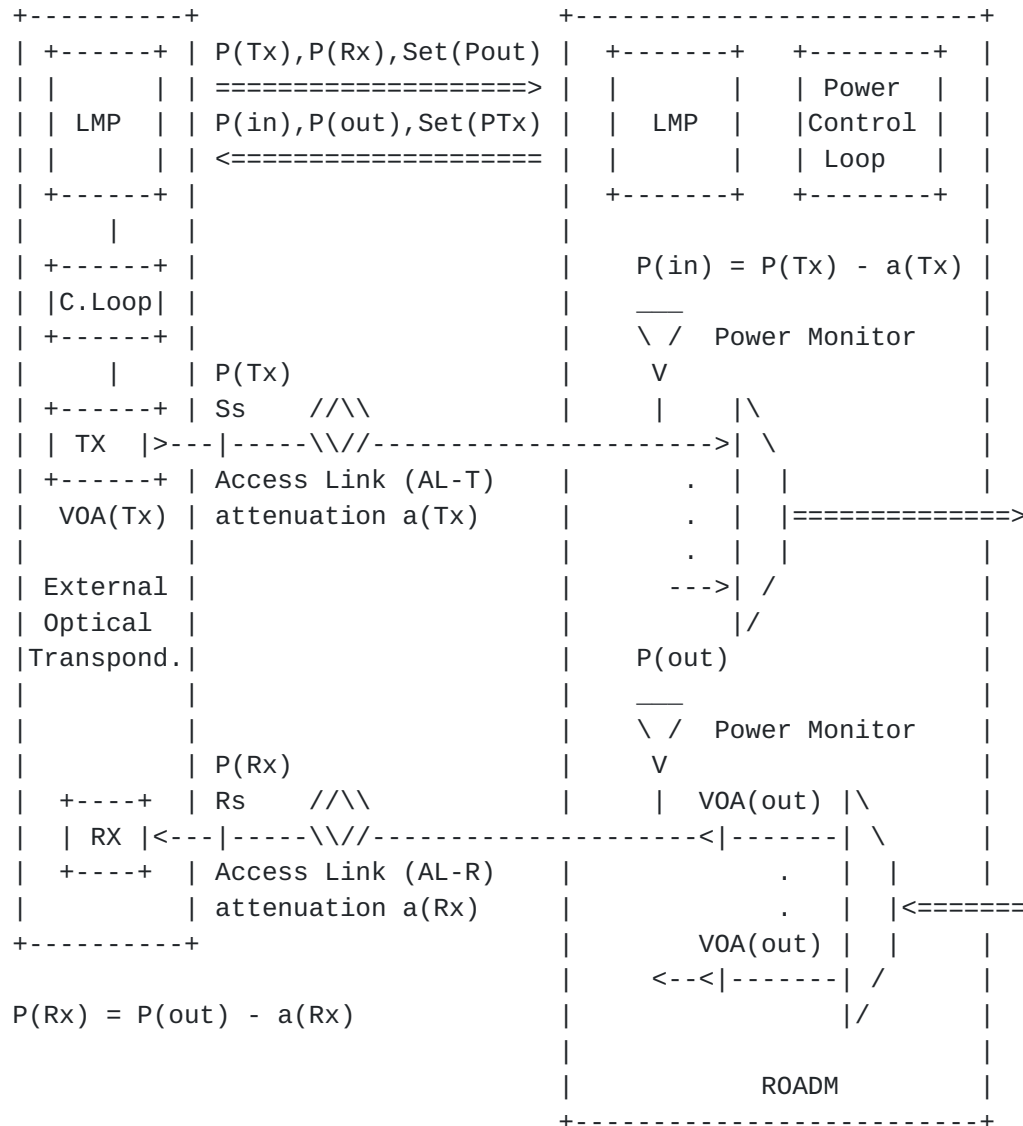 +----------+                       +--------------------------+
| +------+ | P(Tx),P(Rx),Set(Pout) |  +-------+   +--------+  |
| |      | | ====================> |  |       |   | Power  |  |
| | LMP  | | P(in),P(out),Set(PTx) |  |  LMP  |   |Control |  |
| |      | | <==================== |  |       |   | Loop   |  |
| +------+ |                       |  +-------+   +--------+  |
|     |    |                       |                          |
| +------+ |                       |    P(in) = P(Tx) - a(Tx) |
| |C.Loop| |                       |    ___                   |
| +------+ |                       |    \ /  Power Monitor    |
|     |    | P(Tx)                 |     V                    |
| +------+ | Ss    //\\            |     |    |\              |
| | TX  |>---|-----\\//---------------------->| \             |
| +------+ | Access Link (AL-T)    |       .  |  |            |
|  VOA(Tx) | attenuation a(Tx)     |       .  |  |==============>
|          |                       |       .  |  |            |
| External |                       |      --->| /             |
| Optical  |                       |          |/              |
|Transpond.|                       |    P(out)                |
|          |                       |    ___                   |
|          |                       |    \ /  Power Monitor    |
|          | P(Rx)                 |     V                    |
|  +----+  | Rs    //\\            |     |  VOA(out) |\       |
|  | RX |<---|-----\\//---------------------<|-------| \      |
|  +----+  | Access Link (AL-R)    |             .   |  |     |
|          | attenuation a(Rx)     |             .   |  |<=======
+----------+                       |        VOA(out) |  |     |
                                   |     <--<|-------| /      |
P(Rx) = P(out) - a(Rx)             |                 |/       |
                                   |                          |
                                   |            ROADM         |
                                   +--------------------------+